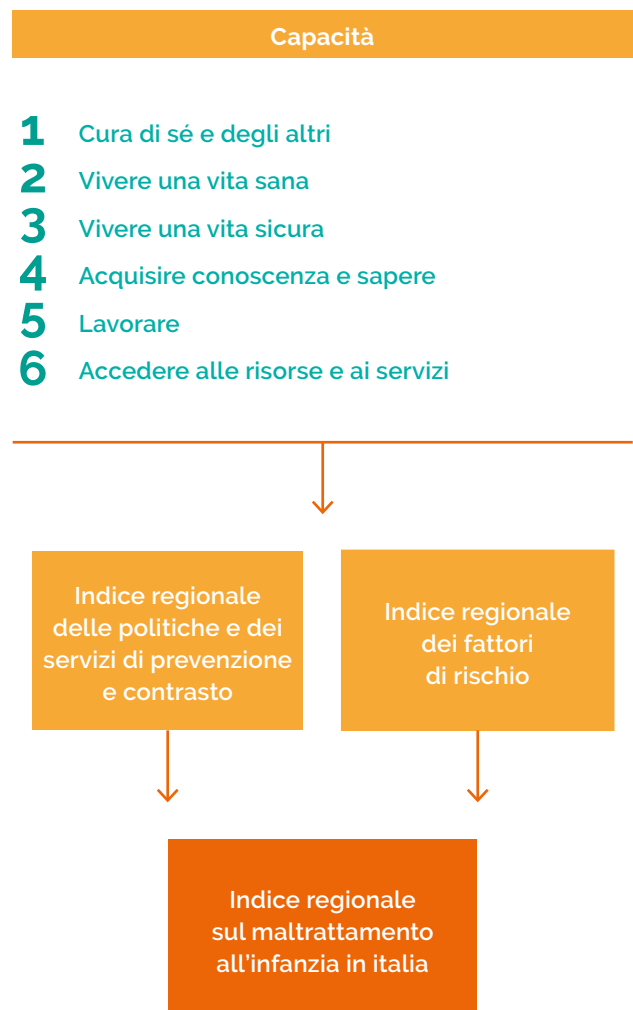 Capacità
1 Cura di sé e degli altri
2 Vivere una vita sana
3 Vivere una vita sicura
4 Acquisire conoscenza e sapere
5 Lavorare
6 Accedere alle risorse e ai servizi
Indice regionale
delle politiche e dei
servizi di prevenzione
e contrasto
Indice regionale
dei fattori
di rischio
Indice regionale
sul maltrattamento
all'infanzia in italia